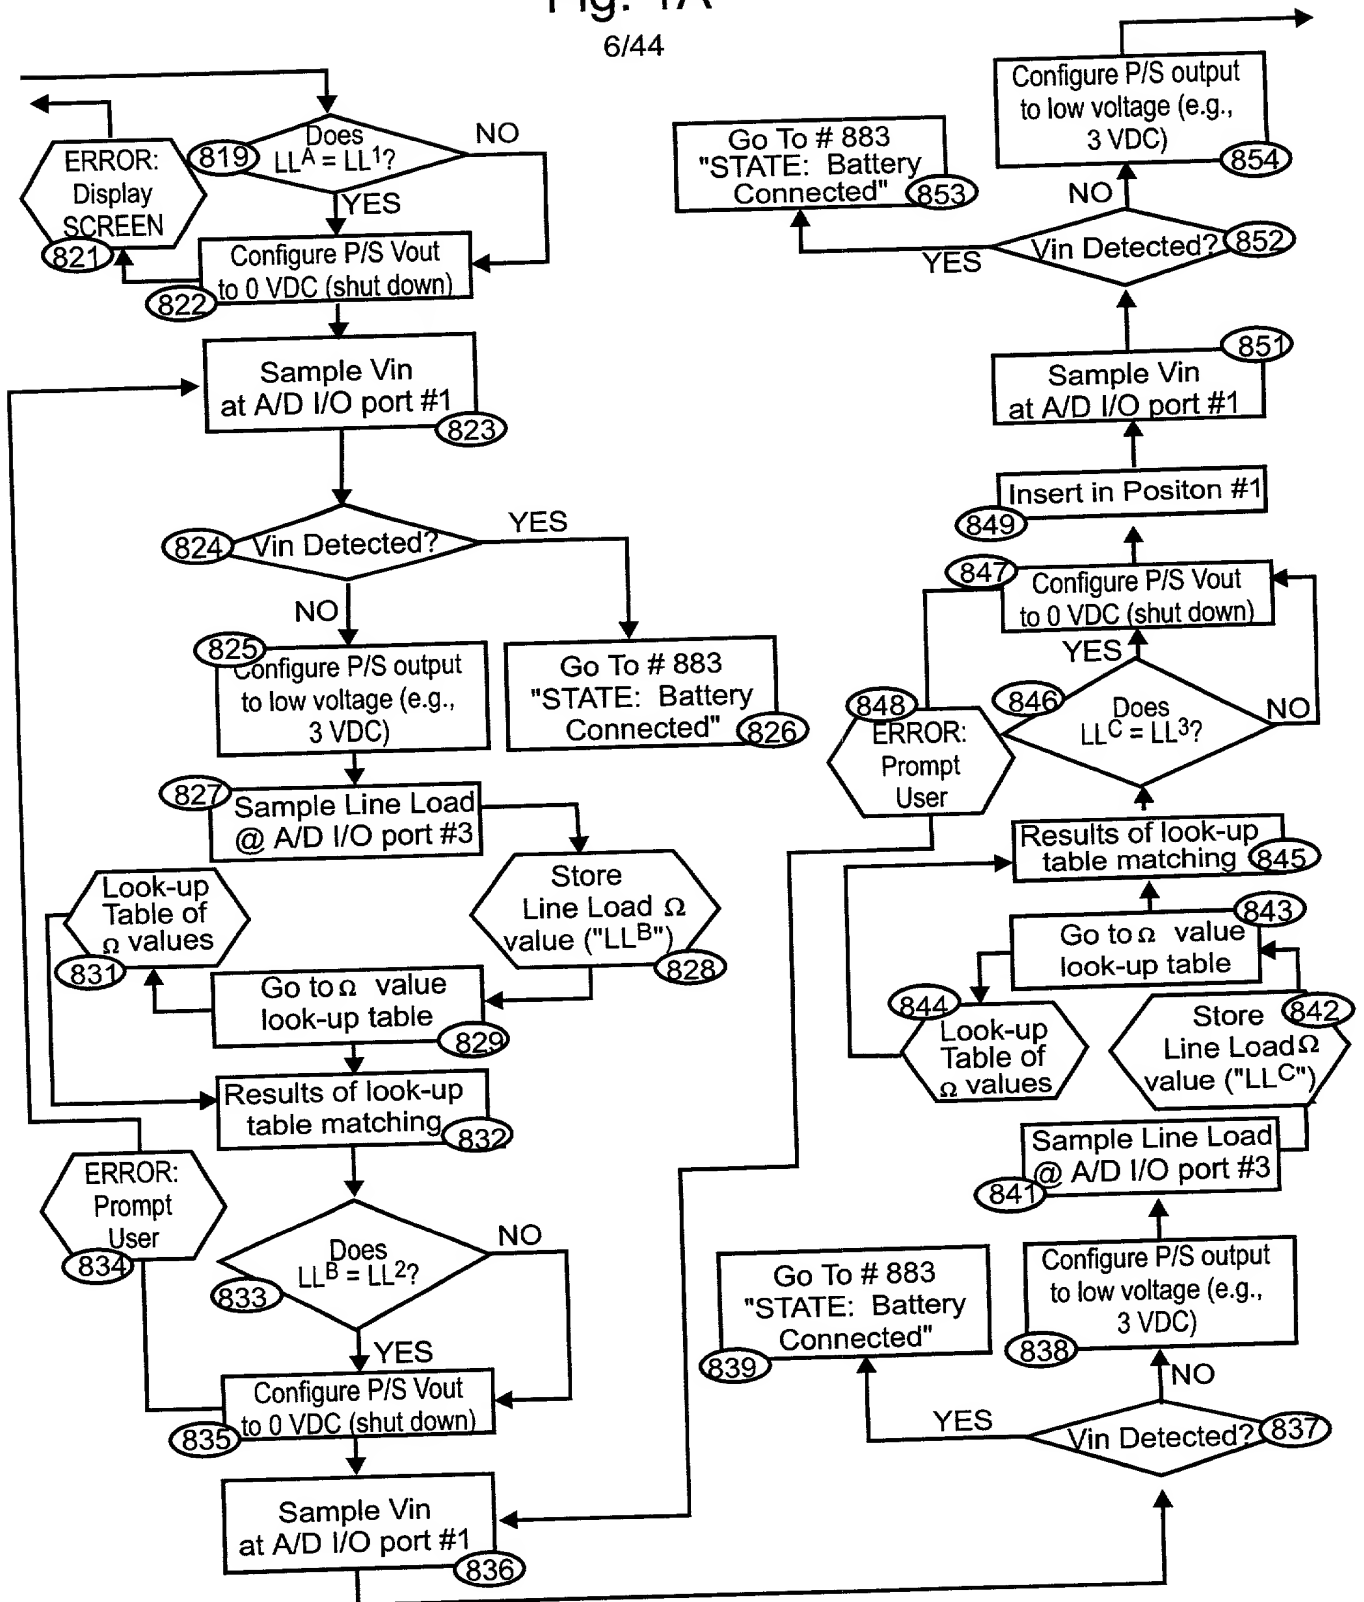 Fig. 1A
6/44
Does
LLᴬ = LL¹?
819
NO
YES
ERROR:
Display
SCREEN
821
Configure P/S Vout
to 0 VDC (shut down)
822
Sample Vin
at A/D I/O port #1
823
Vin Detected?
824
YES
NO
825
Configure P/S output
to low voltage (e.g.,
3 VDC)
Go To # 883
"STATE: Battery
Connected"
826
827
Sample Line Load
@ A/D I/O port #3
Store
Line Load Ω
value ("LLᴮ")
828
Look-up
Table of
Ω values
831
Go to Ω value
look-up table
829
Results of look-up
table matching
832
ERROR:
Prompt
User
834
Does
LLᴮ = LL²?
833
NO
YES
Configure P/S Vout
to 0 VDC (shut down)
835
Sample Vin
at A/D I/O port #1
836
Configure P/S output
to low voltage (e.g.,
3 VDC)
854
Go To # 883
"STATE: Battery
Connected"
853
NO
Vin Detected?
852
YES
851
Sample Vin
at A/D I/O port #1
Insert in Positon #1
849
847
Configure P/S Vout
to 0 VDC (shut down)
YES
846
Does
LLᶜ = LL³?
NO
848
ERROR:
Prompt
User
Results of look-up
table matching
845
843
Go to Ω value
look-up table
844
Look-up
Table of
Ω values
842
Store
Line Load Ω
value ("LLᶜ")
Sample Line Load
@ A/D I/O port #3
841
Configure P/S output
to low voltage (e.g.,
3 VDC)
838
Go To # 883
"STATE: Battery
Connected"
839
NO
YES
Vin Detected?
837